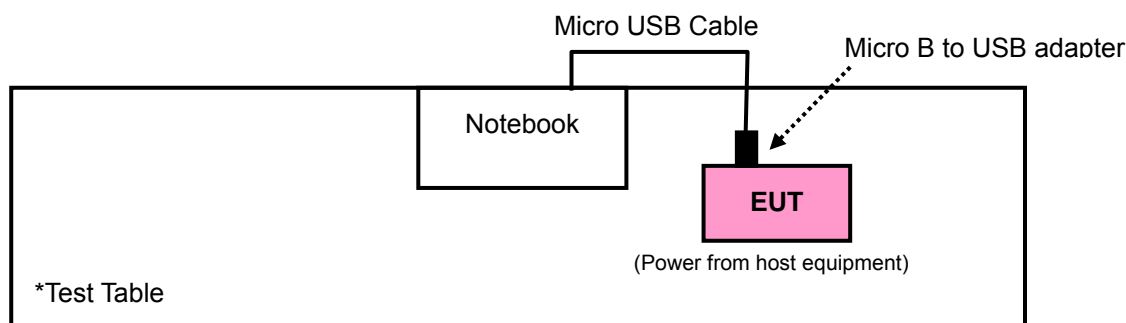 Micro USB Cable
Micro B to USB adapter
Notebook
EUT
(Power from host equipment)
*Test Table